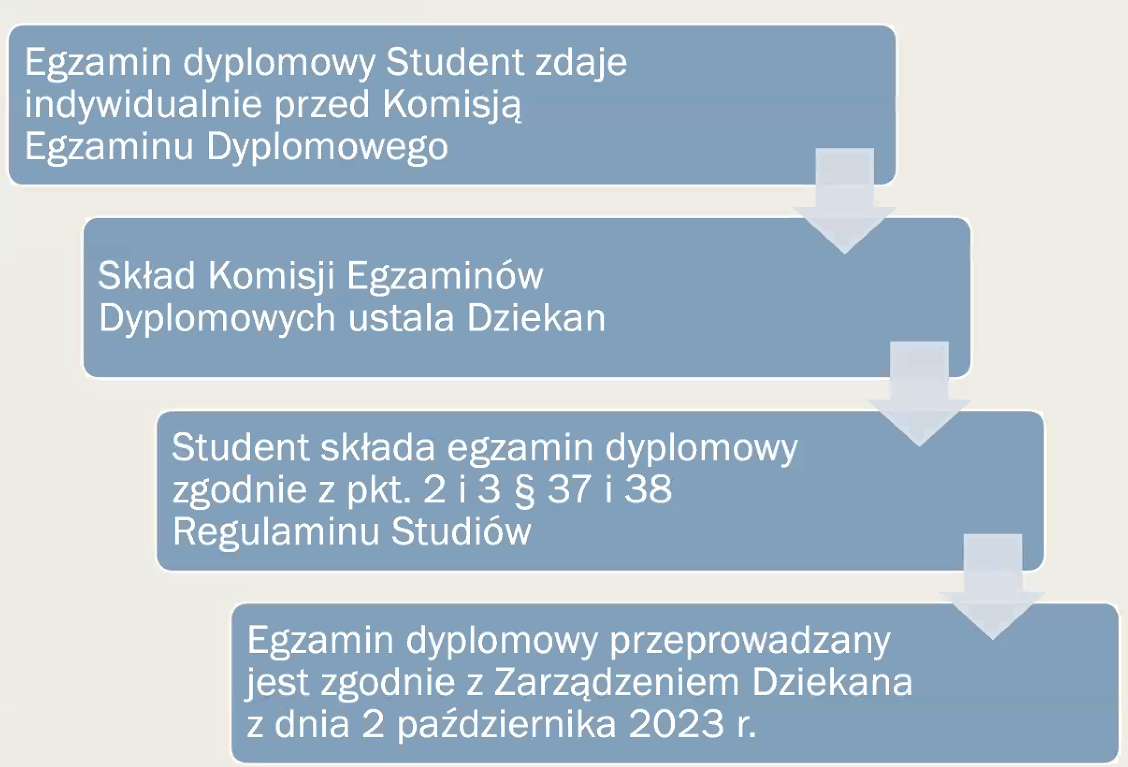 Egzamin dyplomowy Student zdaje
indywidualnie przed Komisją
Egzaminu Dyplomowego
Skład Komisji Egzaminów
Dyplomowych ustala Dziekan
Student składa egzamin dyplomowy
zgodnie z pkt. 2 i 3 § 37 i 38
Regulaminu Studiów
Egzamin dyplomowy przeprowadzany
jest zgodnie z Zarządzeniem Dziekana
z dnia 2 października 2023 r.